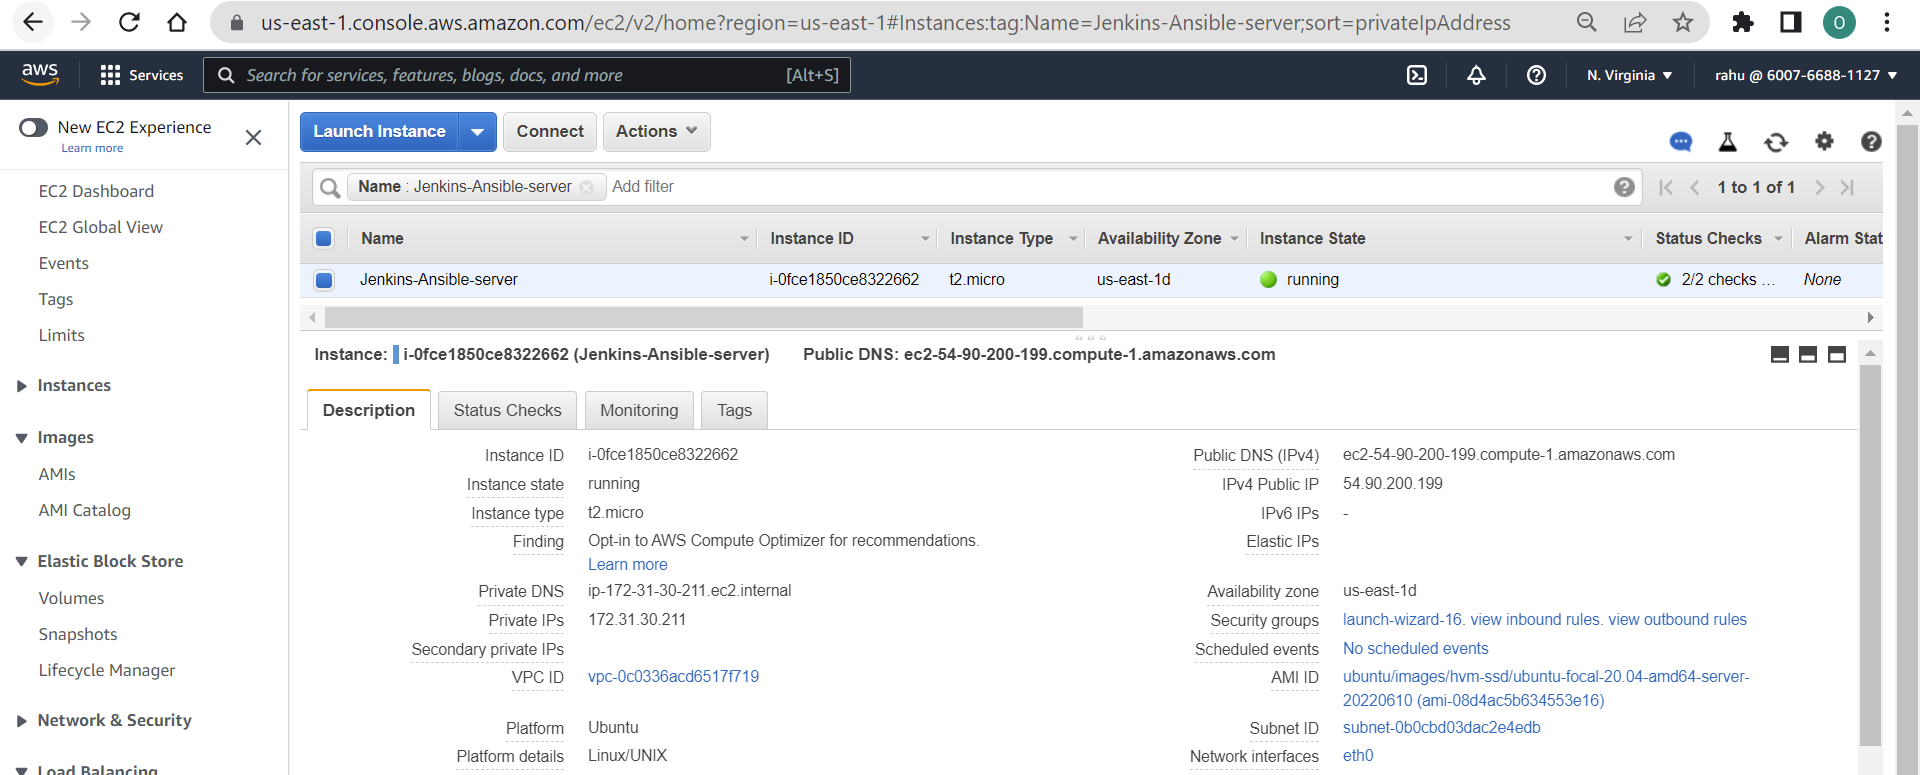 us-east-1.console.aws.amazon.com/ec2/v2/home?region=us-east-1#Instances:tag:Name=Jenkins-Ansible-server;sort=privateIpAddress
O
aws Services Search for services, features, blogs, docs, and more [Alt+S] N. Virginia rahu @ 6007-6688-1127
New EC2 Experience
Learn more
EC2 Dashboard
EC2 Global View
Events
Tags
Limits
Instances
Images
AMIs
AMI Catalog
Elastic Block Store
Volumes
Snapshots
Lifecycle Manager
Network & Security
Load Balancing
Launch Instance Connect Actions
Name : Jenkins-Ansible-server Add filter 1 to 1 of 1
Name Instance ID Instance Type Availability Zone Instance State Status Checks Alarm Stat
Jenkins-Ansible-server i-0fce1850ce8322662 t2.micro us-east-1d running 2/2 checks ... None
Instance: i-0fce1850ce8322662 (Jenkins-Ansible-server) Public DNS: ec2-54-90-200-199.compute-1.amazonaws.com
Description Status Checks Monitoring Tags
Instance ID i-0fce1850ce8322662
Instance state running
Instance type t2.micro
Finding Opt-in to AWS Compute Optimizer for recommendations.
Learn more
Private DNS ip-172-31-30-211.ec2.internal
Private IPs 172.31.30.211
Secondary private IPs
VPC ID vpc-0c0336acd6517f719
Platform Ubuntu
Platform details Linux/UNIX
Public DNS (IPv4) ec2-54-90-200-199.compute-1.amazonaws.com
IPv4 Public IP 54.90.200.199
IPv6 IPs -
Elastic IPs
Availability zone us-east-1d
Security groups launch-wizard-16. view inbound rules. view outbound rules
Scheduled events No scheduled events
AMI ID ubuntu/images/hvm-ssd/ubuntu-focal-20.04-amd64-server-
20220610 (ami-08d4ac5b634553e16)
Subnet ID subnet-0b0cbd03dac2e4edb
Network interfaces eth0